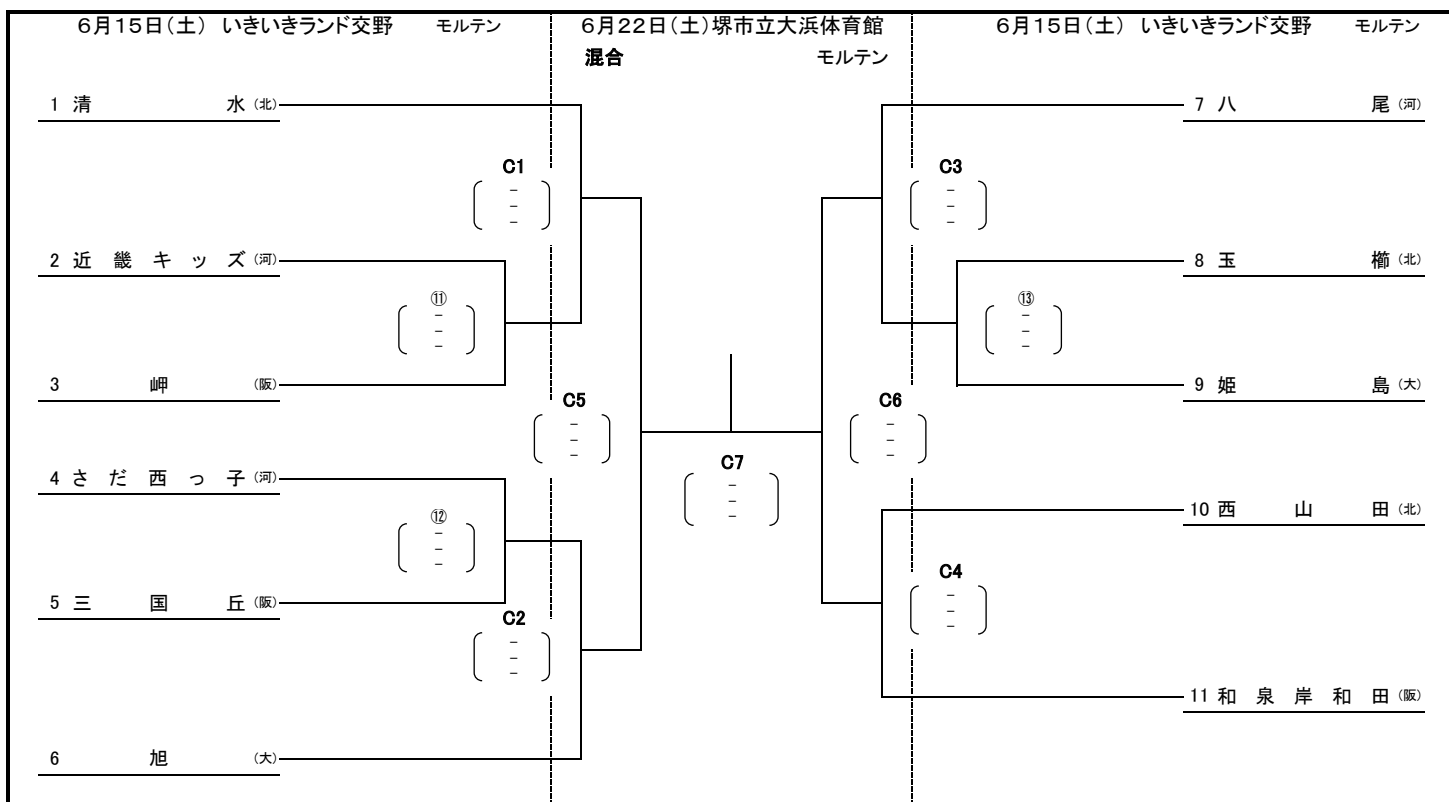 6月15日(土) いきいきランド交野 モルテン
6月22日(土)堺市立大浜体育館
6月15日(土) いきいきランド交野 モルテン
混合 モルテン
1 清水 (北)
7 八尾 (河)
C1
- 
- 
- 
C3
- 
- 
- 
2 近畿キッズ (河)
8 玉櫛 (北)
⑪
- 
- 
- 
⑬
- 
- 
- 
3 岬 (阪)
9 姫島 (大)
C5
- 
- 
- 
C6
- 
- 
- 
4 さだ西っ子 (河)
C7
- 
- 
- 
10 西山田 (北)
⑫
- 
- 
- 
5 三国丘 (阪)
C4
- 
- 
- 
C2
- 
- 
- 
11 和泉岸和田 (阪)
6 旭 (大)